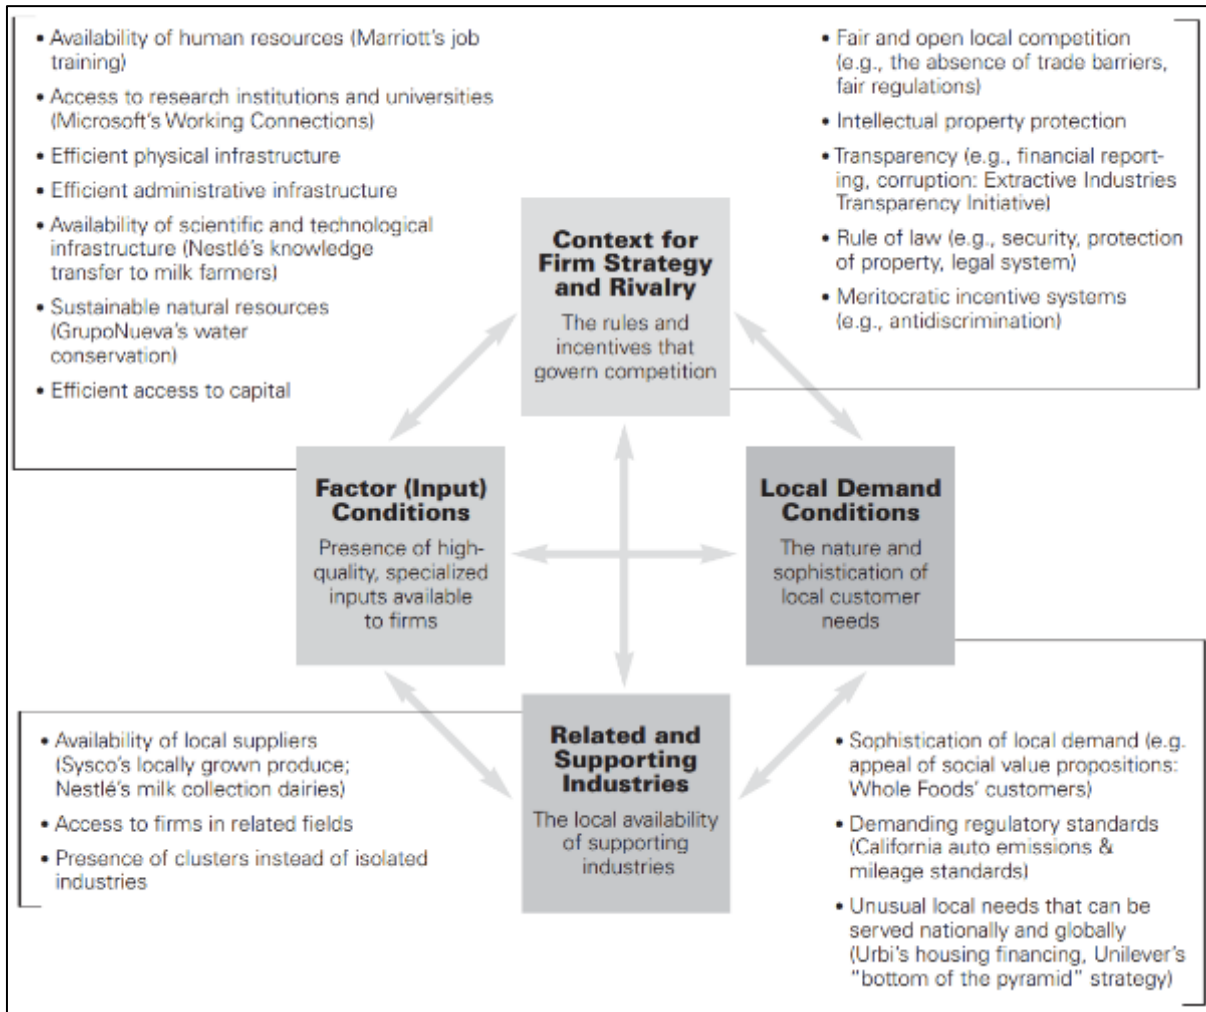 • Availability of human resources (Marriott's job
training)
• Access to research institutions and universities
(Microsoft's Working Connections)
• Efficient physical infrastructure
• Efficient administrative infrastructure
• Availability of scientific and technological
infrastructure (Nestlé's knowledge
transfer to milk farmers)
• Sustainable natural resources
(GrupoNueva's water
conservation)
• Efficient access to capital
• Fair and open local competition
(e.g., the absence of trade barriers,
fair regulations)
• Intellectual property protection
• Transparency (e.g., financial report-
ing, corruption: Extractive Industries
Transparency Initiative)
• Rule of law (e.g., security, protection
of property, legal system)
• Meritocratic incentive systems
(e.g., antidiscrimination)
Context for
Firm Strategy
and Rivalry
The rules and
incentives that
govern competition
Factor (Input)
Conditions
Presence of high-
quality, specialized
inputs available
to firms
Local Demand
Conditions
The nature and
sophistication of
local customer
needs
Related and
Supporting
Industries
The local availability
of supporting
industries
• Availability of local suppliers
(Sysco's locally grown produce;
Nestlé's milk collection dairies)
• Access to firms in related fields
• Presence of clusters instead of isolated
industries
• Sophistication of local demand (e.g.
appeal of social value propositions:
Whole Foods' customers)
• Demanding regulatory standards
(California auto emissions &
mileage standards)
• Unusual local needs that can be
served nationally and globally
(Urbi's housing financing, Unilever's
"bottom of the pyramid" strategy)